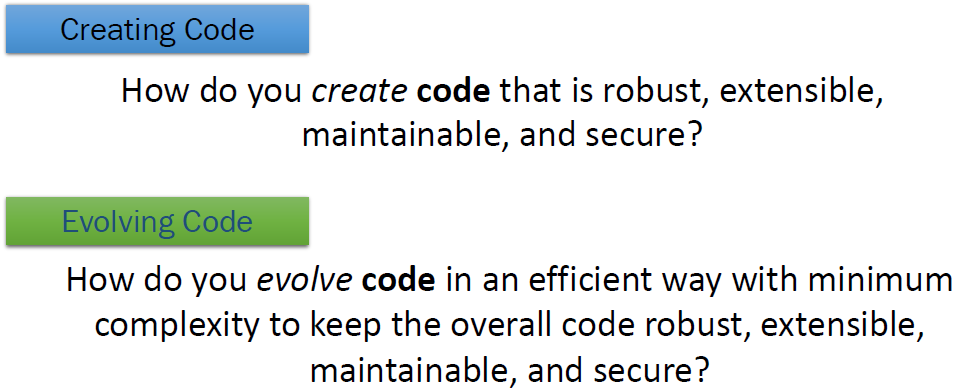 Creating Code
How do you create code that is robust, extensible,
maintainable, and secure?
Evolving Code
How do you evolve code in an efficient way with minimum
complexity to keep the overall code robust, extensible,
maintainable, and secure?